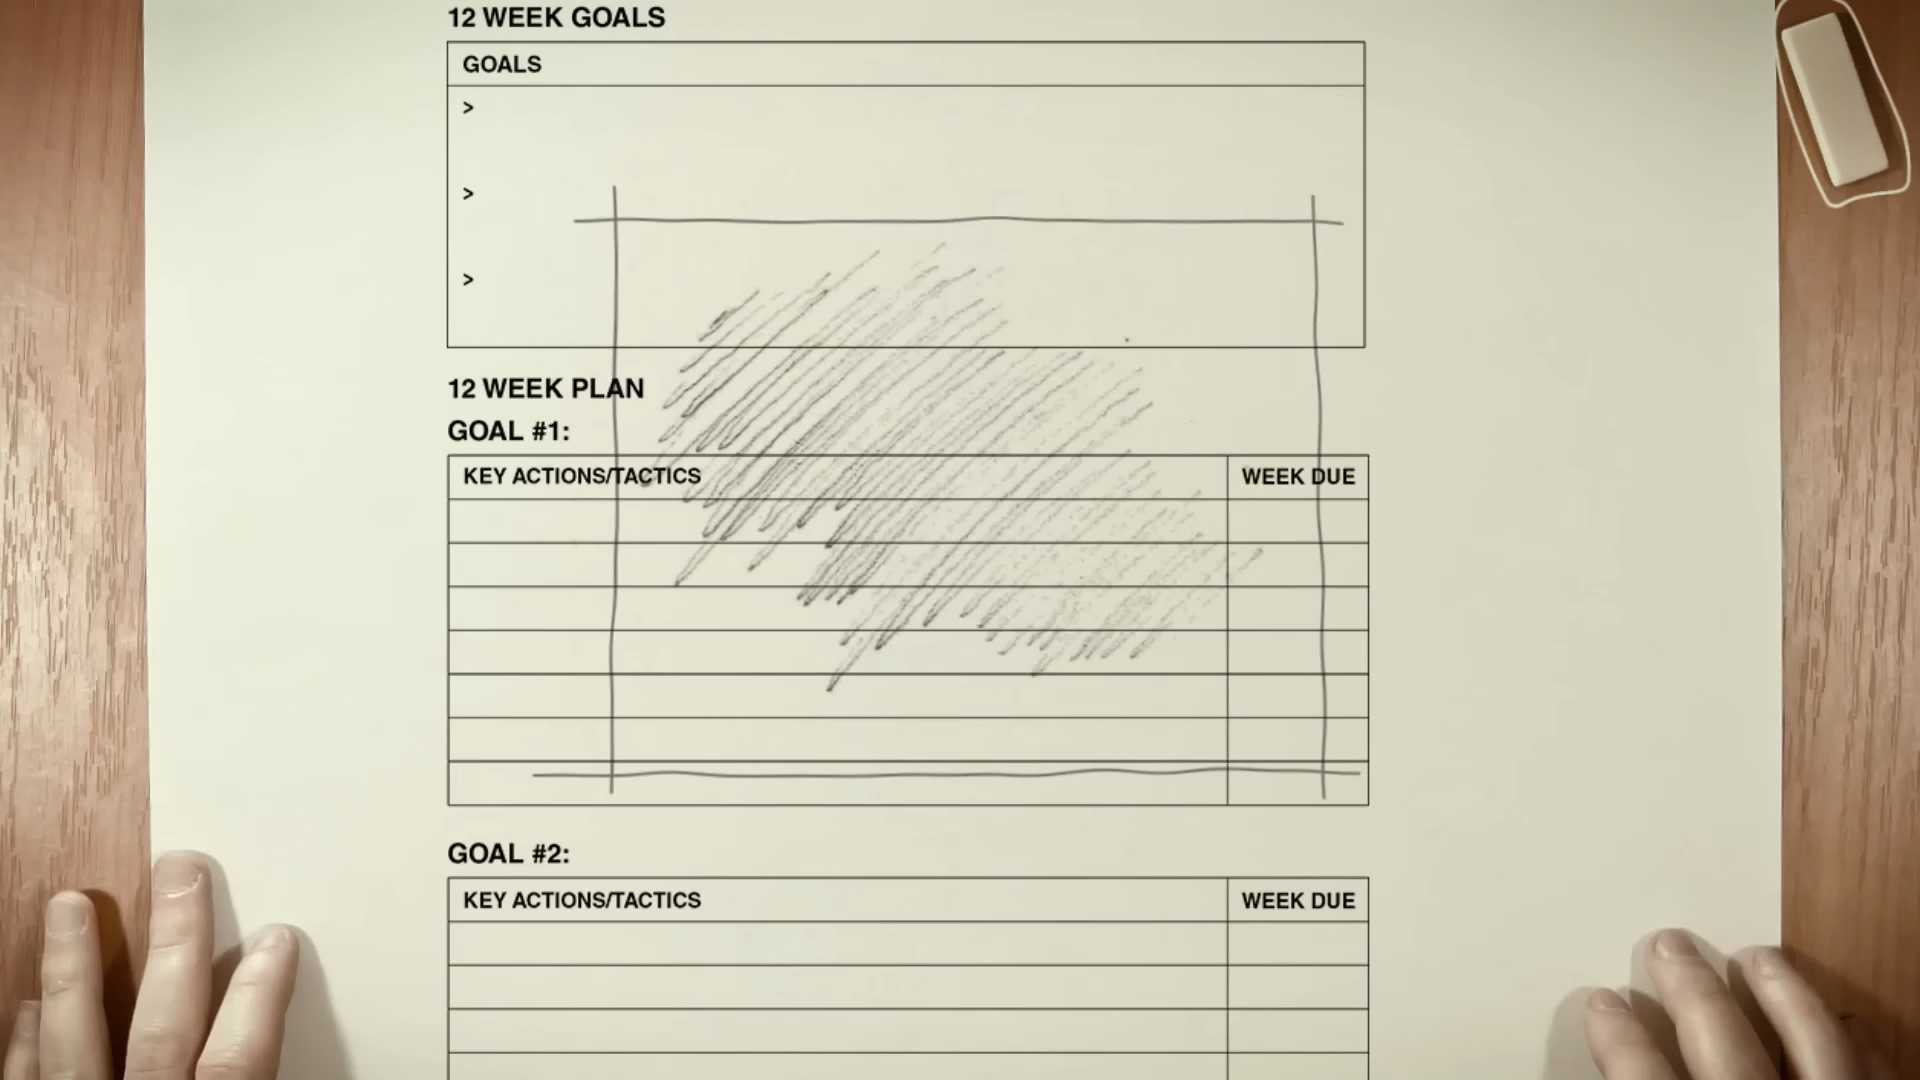 12 WEEK GOALS
GOALS
>
>
>
12 WEEK PLAN
GOAL #1:
KEY ACTIONS/TACTICS WEEK DUE
GOAL #2:
KEY ACTIONS/TACTICS WEEK DUE